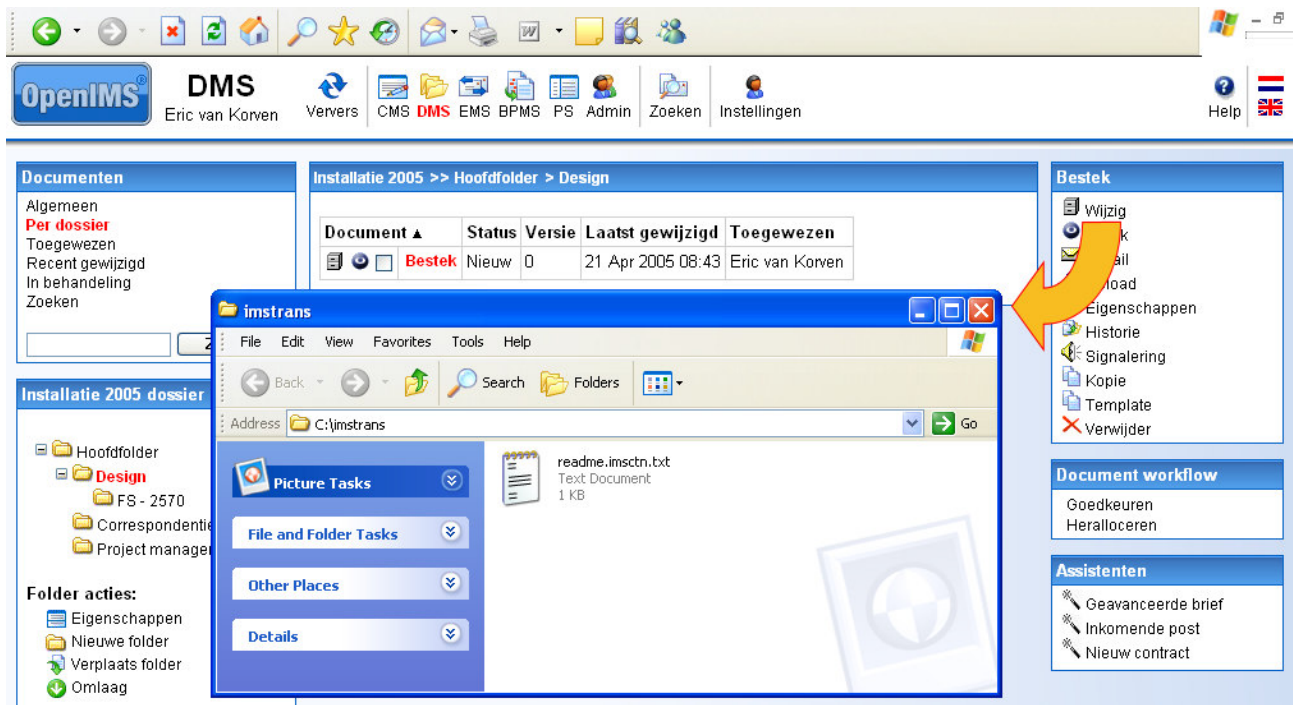 OpenIMS®
DMS
Eric van Korven
Ververs
CMS DMS EMS BPMS PS Admin
Zoeken
Instellingen
Help
Documenten
Algemeen
Per dossier
Toegewezen
Recent gewijzigd
In behandeling
Zoeken
Z
Installatie 2005 dossier
Hoofdfolder
Design
FS - 2570
Correspondentie
Project manager
Folder acties:
Eigenschappen
Nieuwe folder
Verplaats folder
Omlaag
Installatie 2005 >> Hoofdfolder > Design
Document ▲ Status Versie Laatst gewijzigd Toegewezen
Bestek Nieuw 0 21 Apr 2005 08:43 Eric van Korven
imstrans
File Edit View Favorites Tools Help
Back Search Folders
Address C:\imstrans Go
Picture Tasks
File and Folder Tasks
Other Places
Details
readme.imsctn.txt
Text Document
1 KB
Bestek
Wijzig
k
ail
load
Eigenschappen
Historie
Signalering
Kopie
Template
Verwijder
Document workflow
Goedkeuren
Heralloceren
Assistenten
Geavanceerde brief
Inkomende post
Nieuw contract